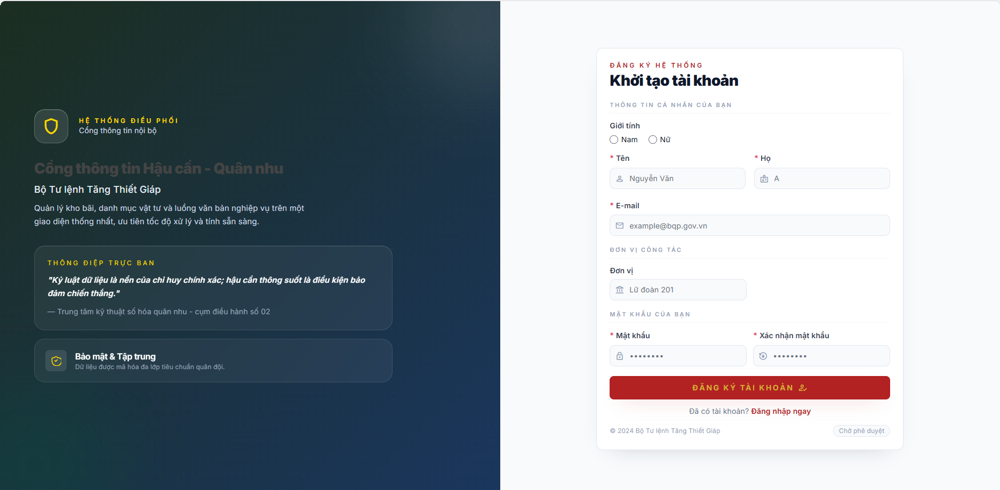 HỆ THỐNG ĐIỀU PHỐI
Cổng thông tin nội bộ
Cổng thông tin Hậu cần - Quân nhu
Bộ Tư lệnh Tăng Thiết Giáp
Quản lý kho bãi, danh mục vật tư và luồng văn bản nghiệp vụ trên một
giao diện thống nhất, ưu tiên tốc độ xử lý và tính sẵn sàng.
THÔNG ĐIỆP TRỰC BAN
"Kỷ luật dữ liệu là nền của chỉ huy chính xác; hậu cần thông suốt là điều kiện bảo
đảm chiến thắng."
— Trung tâm kỹ thuật số hóa quân nhu - cụm điều hành số 02
Bảo mật & Tập trung
Dữ liệu được mã hóa đa lớp tiêu chuẩn quân đội.
ĐĂNG KÝ HỆ THỐNG
Khởi tạo tài khoản
THÔNG TIN CÁ NHÂN CỦA BẠN
Giới tính
Nam Nữ
* Tên * Họ
Nguyễn Văn A
* E-mail
example@bqp.gov.vn
ĐƠN VỊ CÔNG TÁC
Đơn vị
Lữ đoàn 201
MẬT KHẨU CỦA BẠN
* Mật khẩu * Xác nhận mật khẩu
•••••••• ••••••••
ĐĂNG KÝ TÀI KHOẢN
Đã có tài khoản? Đăng nhập ngay
© 2024 Bộ Tư lệnh Tăng Thiết Giáp Chờ phê duyệt